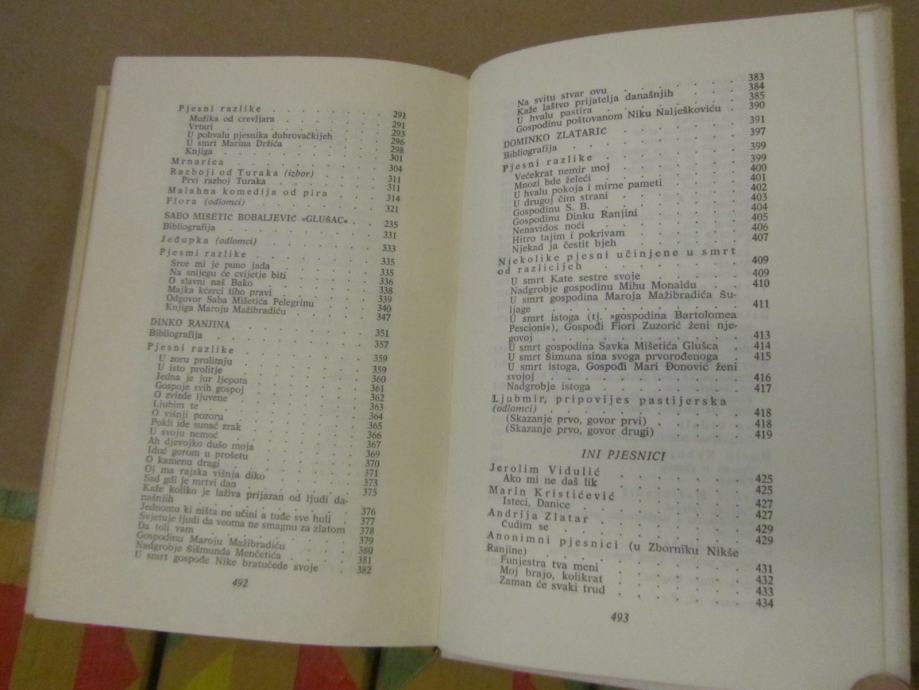 Pjesni razlike . . . . . . . . . . . 291
Mužika od crevljara . . . . . . . . . 291
Vrtari . . . . . . . . . . . 293
U pohvalu pjesnika dubrovačkijeh . . . . 296
U smrt Marina Držića . . . . . . . 298
Knjiga . . . . . . . . . . . 301
Mrnarica . . . . . . . . . . . 304
Razboji od Turaka (izbor) . . . . . . . 311
Prvi razboj Turaka . . . . . . . . 311
Malahna komedija od pira . . . . . . 314
Flora (odlomci) . . . . . . . . . . 321
SABO MIŠETIĆ BOBALJEVIĆ »GLUŠAC« . . 235
Bibliografija . . . . . . . . . . . 331
Jeđupka (odlomci) . . . . . . . . . 333
Pjesmi razlike . . . . . . . . . . 335
Srce mi je puno jada . . . . . . . . 335
Na snijegu će cvijetje biti . . . . . . 336
O slavni naš Bako . . . . . . . . 338
Majka kćerci tiho pravi . . . . . . . 339
Odgovor Saba Mišetića Pelegrinu . . . . 340
Knjiga Maroju Mažibradiću . . . . . . 347
DINKO RANJINA . . . . . . . . . . 351
Bibliografija . . . . . . . . . . . 357
Pjesni razlike . . . . . . . . . . 359
U zoru prolitnju . . . . . . . . . 359
U isto prolitje . . . . . . . . . . 360
Jedna je jur ljepota . . . . . . . . 361
Gospoje svih gospoj . . . . . . . . 362
O zvizde ljuvene . . . . . . . . . 363
Ljubim te . . . . . . . . . . . 364
O višnji pozoru . . . . . . . . . 365
Pokli ide sunač zrak . . . . . . . . 366
U svoju nemoć . . . . . . . . . . 367
Ah djevojko dušo moja . . . . . . . 369
Iduć gorom u prošetu . . . . . . . . 370
O kamenu dragi . . . . . . . . . 371
Oj ma rajska višnja diko . . . . . . . 373
Sad gdi je mrtvi dan . . . . . . . . 375
Kaže koliko je lažíva prijazan od ljudi da-
našnjih . . . . . . . . . . . 376
Jednomu ki ništa ne učini a tuđe sve huli . 377
Svjetuje ljudi da veoma ne smagnu za zlatom 378
Da toli vam . . . . . . . . . . 379
Gospodinu Maroju Mažibradiću . . . . . 380
Nadgrobje Šišmunda Menčetića . . . . . 381
U smrt gospođe Nike bratučede svoje . . 382
492
Na svitu stvar ovu . . . . . . . . 383
Kaže laštvo prijatelja današnjih . . . . 384
U hvalu pastira . . . . . . . . . 385
Gospodinu poštovanom Niku Nalješkoviću . 390
DOMINKO ZLATARIĆ . . . . . . . . 391
Bibliografija . . . . . . . . . . . 397
Pjesni razlike . . . . . . . . . . 399
Većekrat nemir moj . . . . . . . . 399
Mnozi bde želeći . . . . . . . . . 400
U hvalu pokoja i mirne pameti . . . . . 401
U drugoj čim strani . . . . . . . . 402
Gospodinu S. B. . . . . . . . . . 403
Gospodinu Dinku Ranjini . . . . . . . 404
Nenavidos noći . . . . . . . . . 405
Hitro tajim i pokrivam . . . . . . . 406
Njekad ja čestit bjeh . . . . . . . . 407
Njekolike pjesni učinjene u smrt
od razlicijeh . . . . . . . . . . 409
U smrt Kate sestre svoje . . . . . . . 409
Nadgrobje gospodinu Mihu Monaldu . . . 410
U smrt gospodina Maroja Mažibradića Šu-
ljage . . . . . . . . . . . . 411
U smrt istoga (tj. »gospodina Bartolomea
Pescioni«), Gospođi Flori Zuzorić ženi nje-
govoj . . . . . . . . . . . . 413
U smrt gospodina Savka Mišetića Glušca . 414
U smrt Šimuna sina svoga prvorođenoga . 415
U smrt istoga, Gospođi Mari Đonović ženi
svojoj . . . . . . . . . . . . 416
Nadgrobje istoga . . . . . . . . . 417
Ljubmir, pripovijes pastijerska
(odlomci) . . . . . . . . . . . 418
(Skazanje prvo, govor prvi) . . . . . . 418
(Skazanje prvo, govor drugi) . . . . . 419
INI PJESNICI
Jerolim Vidulić . . . . . . . . . . 425
Ako mi ne daš lik . . . . . . . . 425
Marin Kristićević . . . . . . . . . 427
Isteci, Danice . . . . . . . . . . 427
Andrija Zlatar . . . . . . . . . . 429
Čudim se . . . . . . . . . . . 429
Anonimni pjesnici (u Zborniku Nikše
Ranjine) . . . . . . . . . . . 431
Funjestra tva meni . . . . . . . . 432
Moj brajo, kolikrat . . . . . . . . 433
Zaman će svaki trud . . . . . . . . 434
493